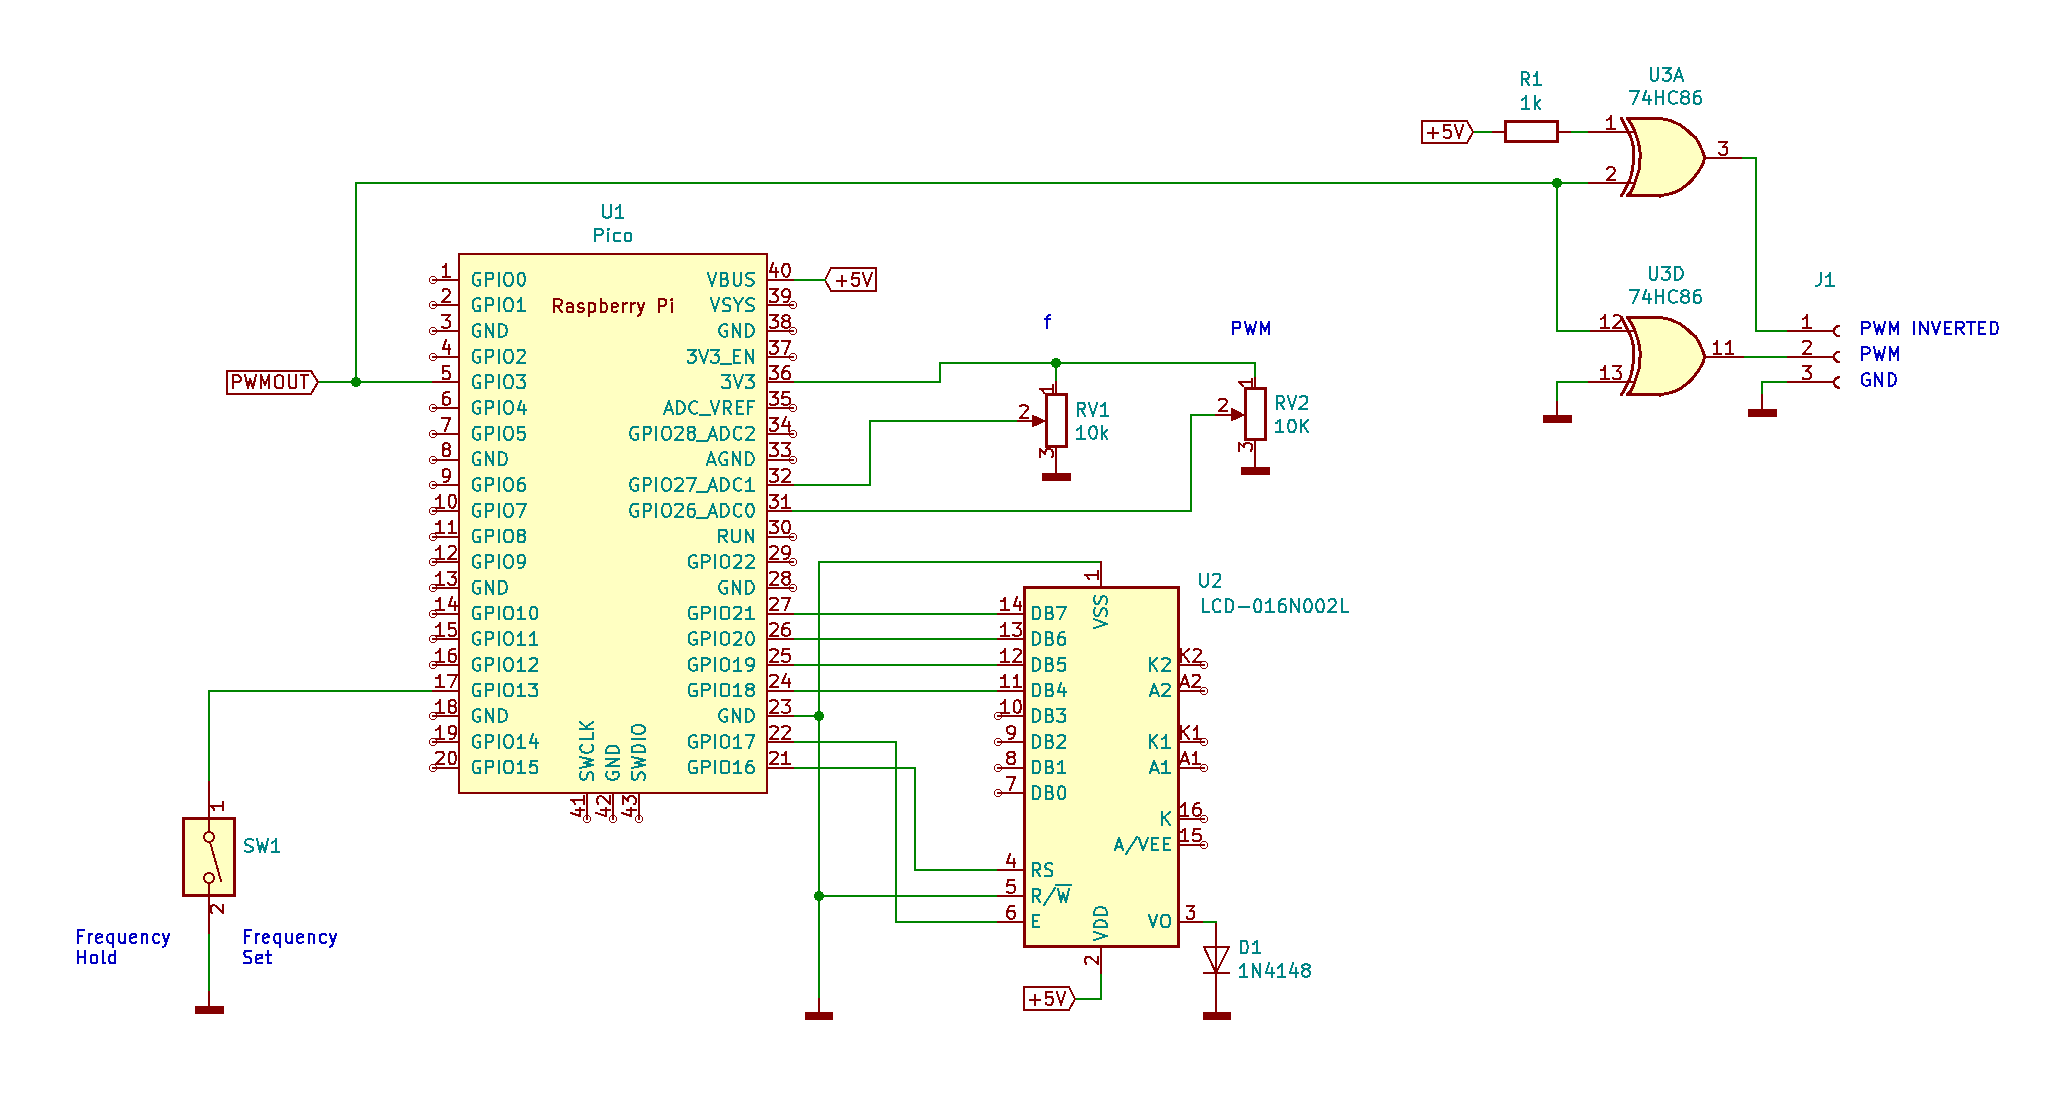 R1
1k
U3A
74HC86
+5V
1
2
3
U1
Pico
Raspberry Pi
PWMOUT
1 GPIO0
2 GPIO1
3 GND
4 GPIO2
5 GPIO3
6 GPIO4
7 GPIO5
8 GND
9 GPIO6
10 GPIO7
11 GPIO8
12 GPIO9
13 GND
14 GPIO10
15 GPIO11
16 GPIO12
17 GPIO13
18 GND
19 GPIO14
20 GPIO15
VBUS 40
VSYS 39
GND 38
3V3_EN 37
3V3 36
ADC_VREF 35
GPIO28_ADC2 34
AGND 33
GPIO27_ADC1 32
GPIO26_ADC0 31
RUN 30
GPIO22 29
GND 28
GPIO21 27
GPIO20 26
GPIO19 25
GPIO18 24
GND 23
GPIO17 22
GPIO16 21
SWCLK 41
GND 42
SWDIO 43
+5V
f
1
2
3
RV1
10k
PWM
1
2
3
RV2
10K
U3D
74HC86
12
13
11
J1
1 PWM INVERTED
2 PWM
3 GND
U2
LCD-016N002L
1 VSS
14 DB7
13 DB6
12 DB5
11 DB4
10 DB3
9 DB2
8 DB1
7 DB0
4 RS
5 R/W
6 E
K2 K2
A2 A2
K1 K1
A1 A1
K 16
A/VEE 15
VO 3
VDD 2
+5V
D1
1N4148
1
SW1
2
Frequency
Hold
Frequency
Set